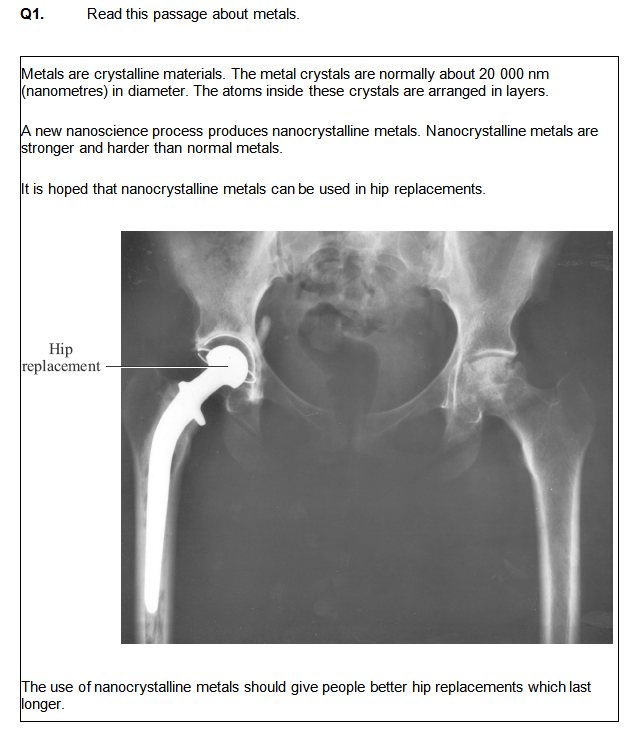 Q1. Read this passage about metals.
Metals are crystalline materials. The metal crystals are normally about 20 000 nm
(nanometres) in diameter. The atoms inside these crystals are arranged in layers.
A new nanoscience process produces nanocrystalline metals. Nanocrystalline metals are
stronger and harder than normal metals.
It is hoped that nanocrystalline metals can be used in hip replacements.
Hip
replacement
The use of nanocrystalline metals should give people better hip replacements which last
longer.